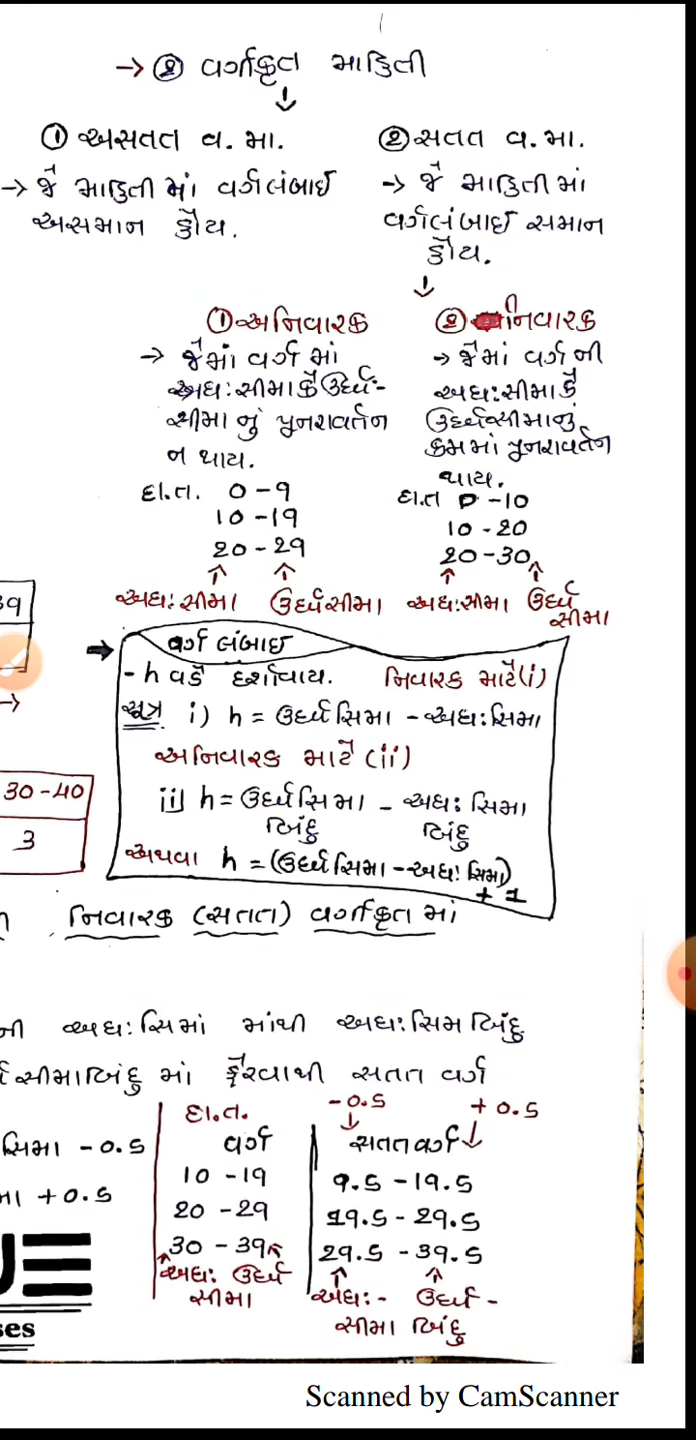 → ② વર્ગીકૃત માહિતી
↓
① અસતત વ. મા.
→ જે માહિતી માં વર્ગલંબાઈ
અસમાન હોય.
② સતત વ. મા.
→ જે માહિતીમાં
વર્ગલંબાઈ સમાન
હોય.
↓
① અનિવારક
→ જેમાં વર્ગ માં
અધઃસીમા કે ઉર્ધ્વ-
સીમા નું પુનરાવર્તન
ન થાય.
દા.ત. 0 - 9
10 - 19
20 - 29
↑ ↑
અધઃસીમા ઉર્ધ્વસીમા
② નિવારક
→ જેમાં વર્ગ ની
અધઃસીમા કે
ઉર્ધ્વસીમાનું
ક્રમમાં પુનરાવર્તન
થાય.
દા.ત 0 - 10
10 - 20
20 - 30
↑ ↑
અધઃસીમા ઉર્ધ્વ
સીમા
39
→
30 - 40
3
→ વર્ગ લંબાઈ
- h વડે દર્શાવાય. નિવારક માટે (i)
સૂત્ર i) h = ઉર્ધ્વ સિમા - અધઃસિમા
અનિવારક માટે (ii)
ii) h = ઉર્ધ્વ સિમા - અધઃ સિમા
બિંદુ બિંદુ
અથવા h = (ઉર્ધ્વ સિમા - અધઃ સિમા)
+ 1
નિવારક (સતત) વર્ગીકૃત માં
ની અધઃસિમાં માંથી અધઃસિમ બિંદુ
સીમાબિંદુ માં ફેરવાથી સતત વર્ગ
સિમા - 0.5
મા + 0.5
દા.ત.
વર્ગ
10 - 19
20 - 29
30 - 39
અધઃ ઉર્ધ્વ
સીમા
- 0.5 + 0.5
↓
સતત વર્ગ ↓
9.5 - 19.5
19.5 - 29.5
29.5 - 39.5
↑ ↑
અધઃ- ઉર્ધ્વ -
સીમા બિંદુ
ses
Scanned by CamScanner